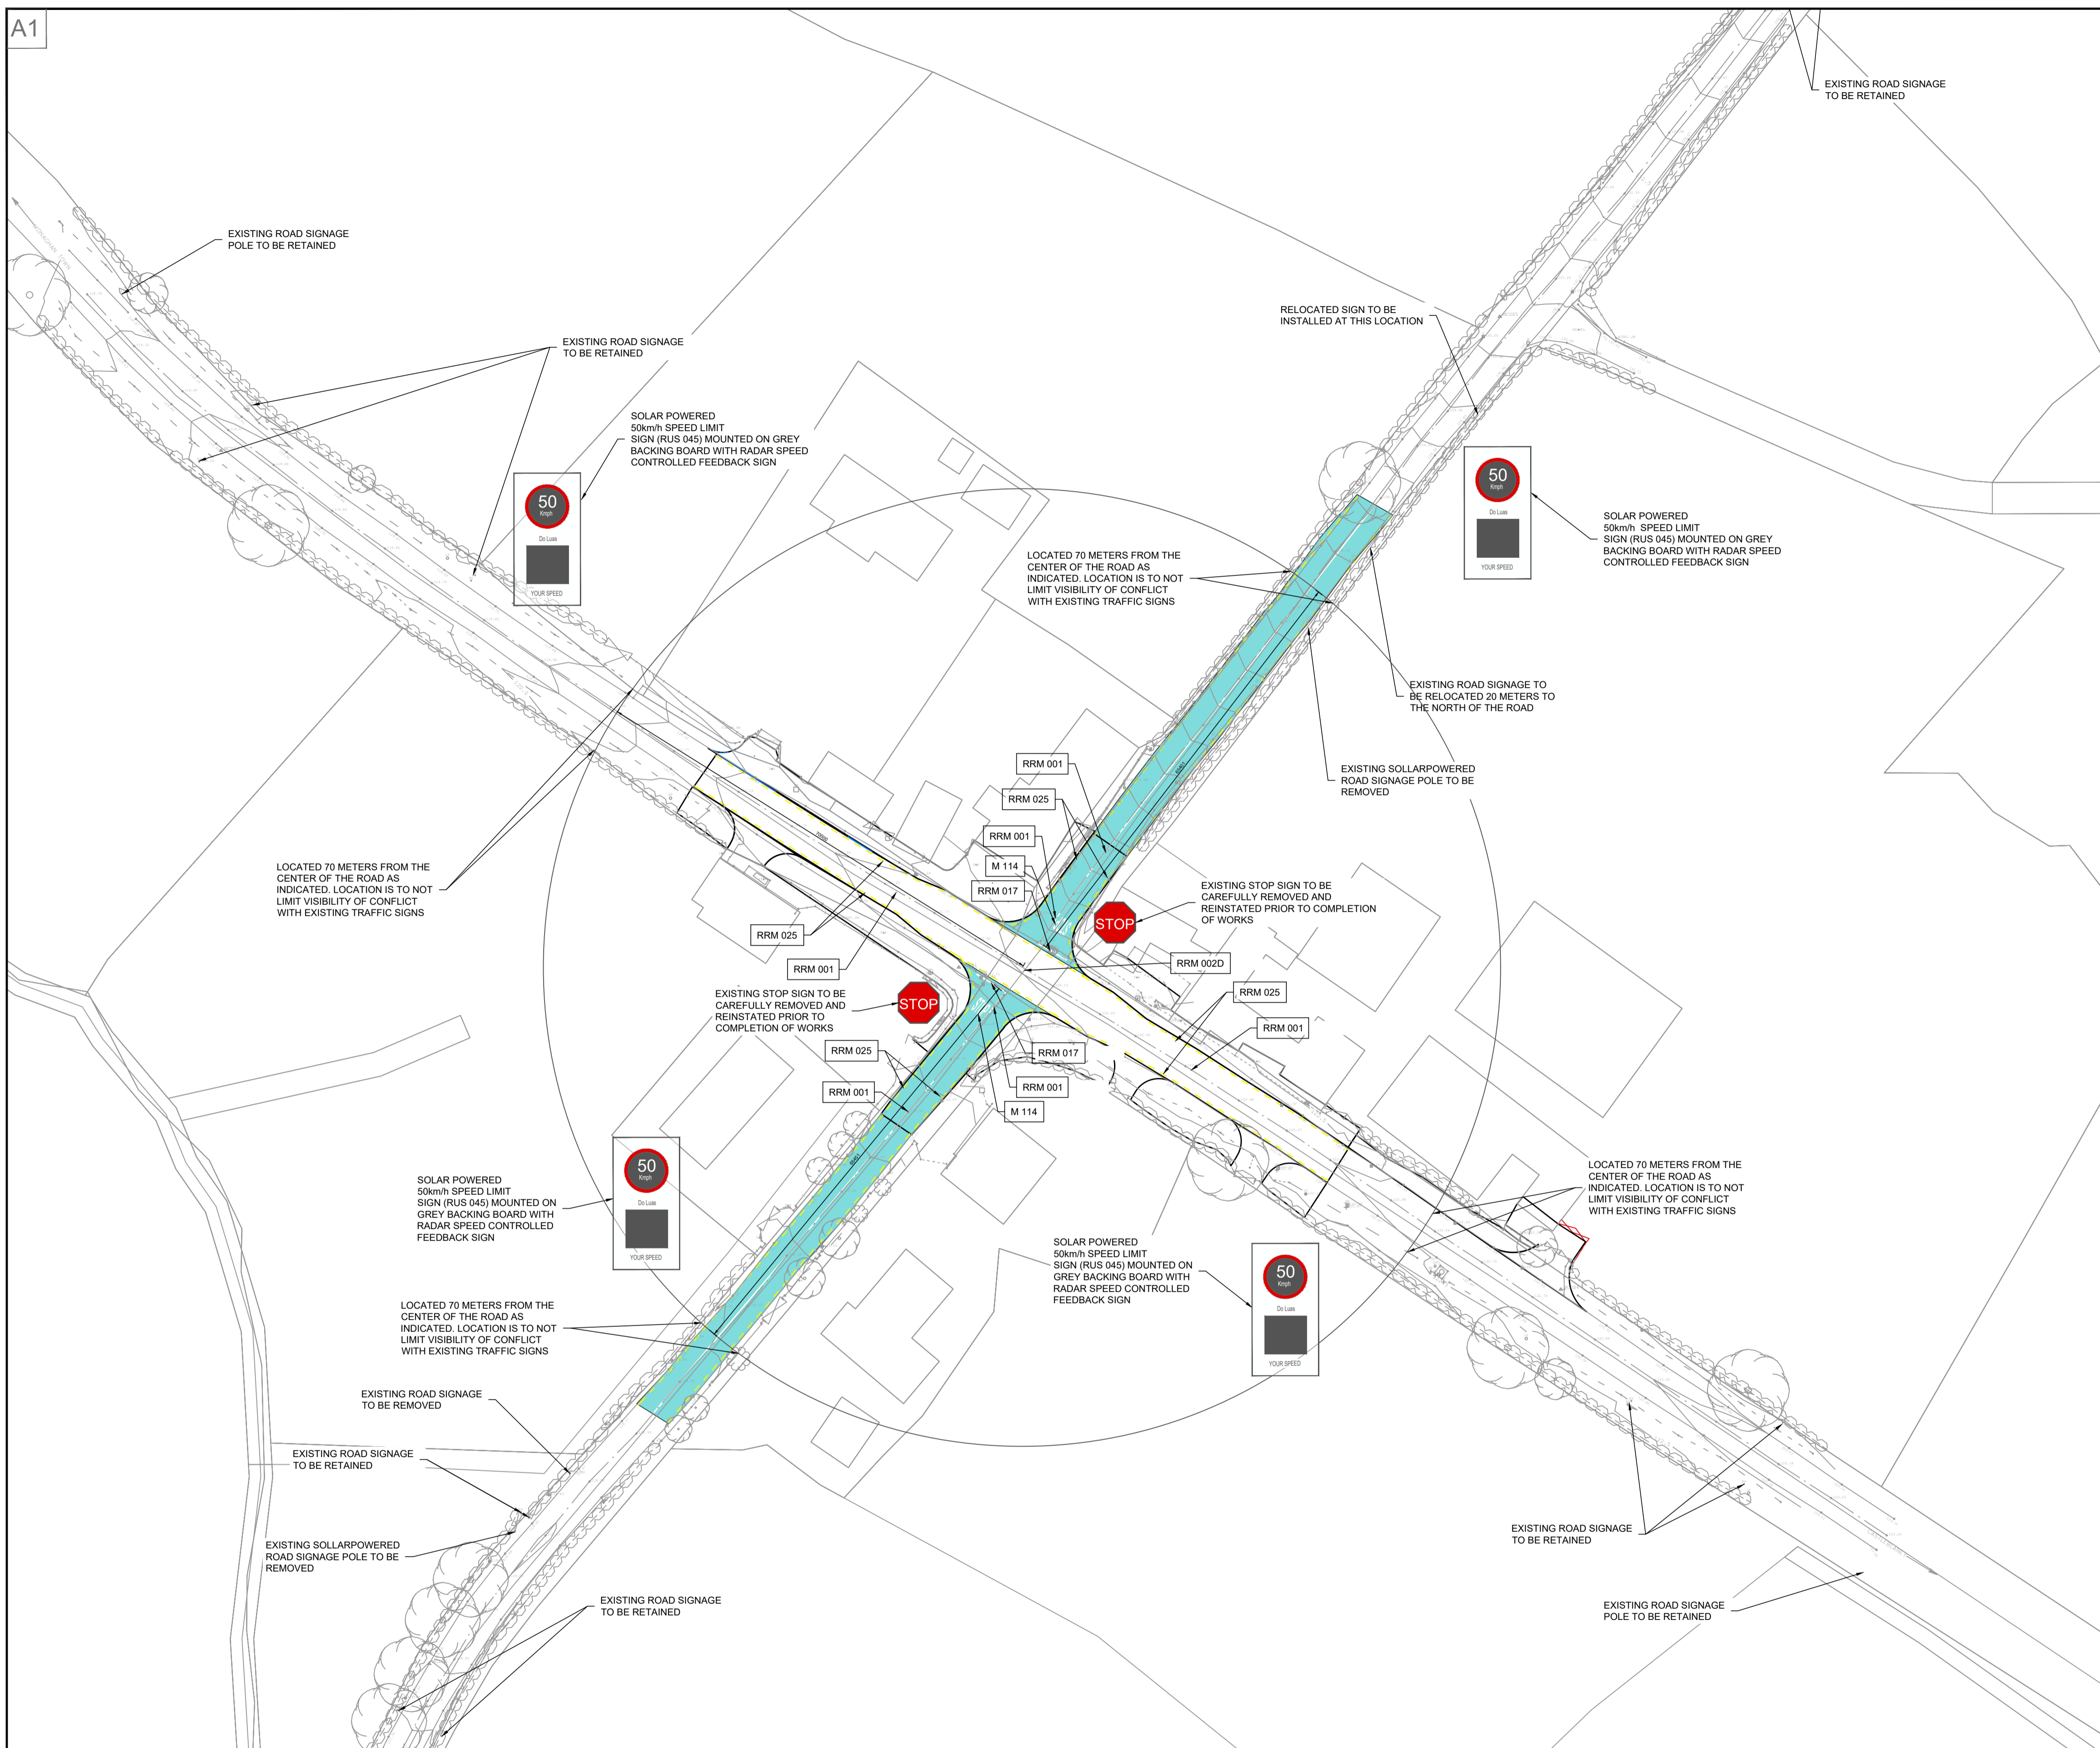 A1
EXISTING ROAD SIGNAGE
TO BE RETAINED
EXISTING ROAD SIGNAGE
POLE TO BE RETAINED
RELOCATED SIGN TO BE
INSTALLED AT THIS LOCATION
EXISTING ROAD SIGNAGE
TO BE RETAINED
SOLAR POWERED
50km/h SPEED LIMIT
SIGN (RUS 045) MOUNTED ON GREY
BACKING BOARD WITH RADAR SPEED
CONTROLLED FEEDBACK SIGN
50
Kmph
Do Luas
YOUR SPEED
50
Kmph
Do Luas
YOUR SPEED
SOLAR POWERED
50km/h SPEED LIMIT
SIGN (RUS 045) MOUNTED ON GREY
BACKING BOARD WITH RADAR SPEED
CONTROLLED FEEDBACK SIGN
LOCATED 70 METERS FROM THE
CENTER OF THE ROAD AS
INDICATED. LOCATION IS TO NOT
LIMIT VISIBILITY OF CONFLICT
WITH EXISTING TRAFFIC SIGNS
EXISTING ROAD SIGNAGE TO
BE RELOCATED 20 METERS TO
THE NORTH OF THE ROAD
EXISTING SOLLARPOWERED
ROAD SIGNAGE POLE TO BE
REMOVED
RRM 001
RRM 025
RRM 001
M 114
RRM 017
70000
LOCATED 70 METERS FROM THE
CENTER OF THE ROAD AS
INDICATED. LOCATION IS TO NOT
LIMIT VISIBILITY OF CONFLICT
WITH EXISTING TRAFFIC SIGNS
EXISTING STOP SIGN TO BE
CAREFULLY REMOVED AND
REINSTATED PRIOR TO COMPLETION
OF WORKS
STOP
RRM 025
RRM 001
RRM 002D
RRM 025
RRM 001
EXISTING STOP SIGN TO BE
CAREFULLY REMOVED AND
REINSTATED PRIOR TO
COMPLETION OF WORKS
STOP
RRM 025
RRM 001
RRM 017
RRM 001
M 114
SOLAR POWERED
50km/h SPEED LIMIT
SIGN (RUS 045) MOUNTED ON
GREY BACKING BOARD WITH
RADAR SPEED CONTROLLED
FEEDBACK SIGN
50
Kmph
Do Luas
YOUR SPEED
LOCATED 70 METERS FROM THE
CENTER OF THE ROAD AS
INDICATED. LOCATION IS TO NOT
LIMIT VISIBILITY OF CONFLICT
WITH EXISTING TRAFFIC SIGNS
SOLAR POWERED
50km/h SPEED LIMIT
SIGN (RUS 045) MOUNTED ON
GREY BACKING BOARD WITH
RADAR SPEED CONTROLLED
FEEDBACK SIGN
50
Kmph
Do Luas
YOUR SPEED
LOCATED 70 METERS FROM THE
CENTER OF THE ROAD AS
INDICATED. LOCATION IS TO NOT
LIMIT VISIBILITY OF CONFLICT
WITH EXISTING TRAFFIC SIGNS
EXISTING ROAD SIGNAGE
TO BE REMOVED
EXISTING ROAD SIGNAGE
TO BE RETAINED
EXISTING SOLLARPOWERED
ROAD SIGNAGE POLE TO BE
REMOVED
EXISTING ROAD SIGNAGE
TO BE RETAINED
EXISTING ROAD SIGNAGE
TO BE RETAINED
EXISTING ROAD SIGNAGE
POLE TO BE RETAINED